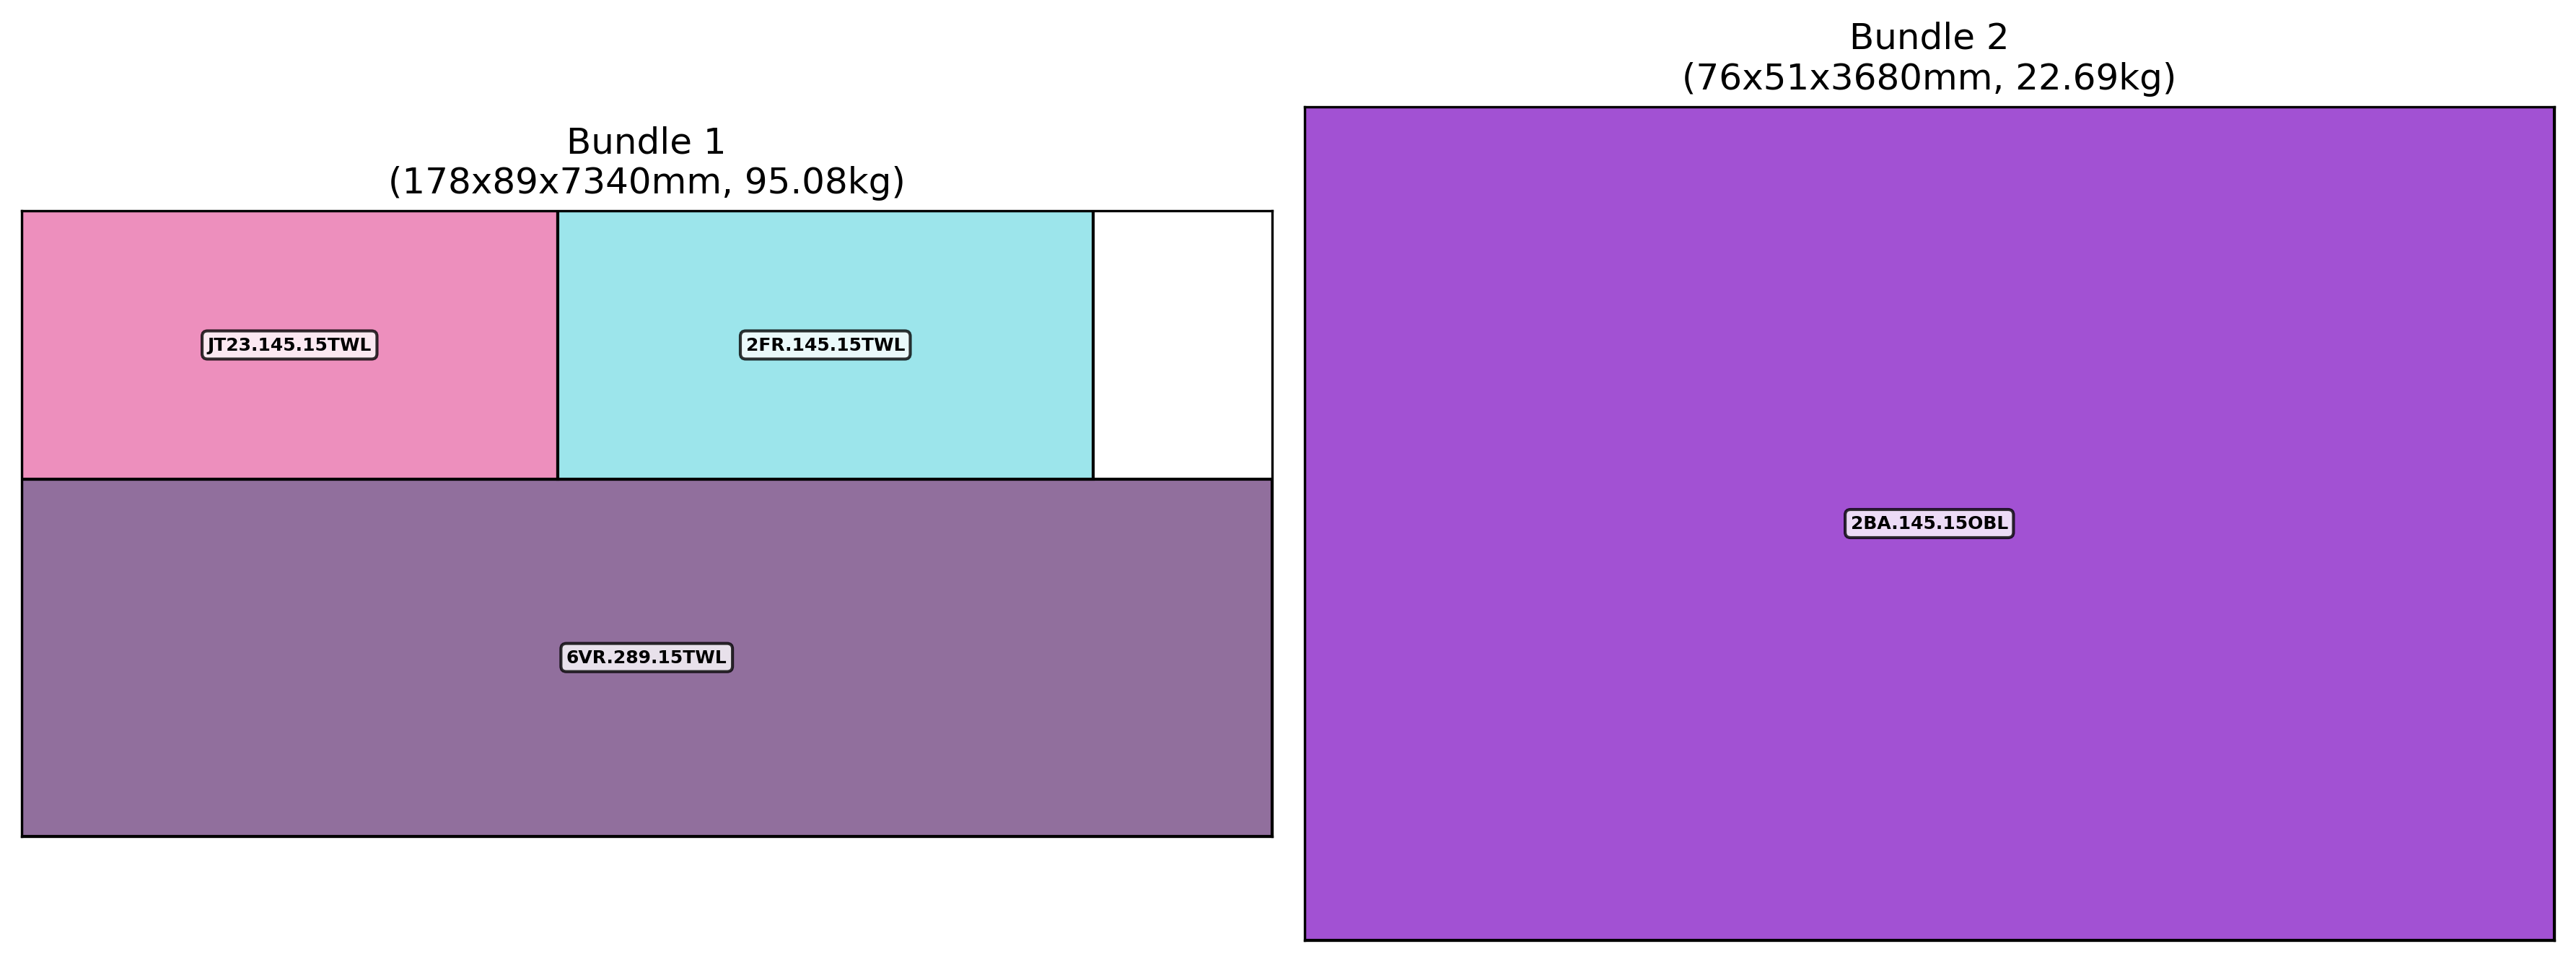 Bundle 1
(178x89x7340mm, 95.08kg)
JT23.145.15TWL
2FR.145.15TWL
6VR.289.15TWL
Bundle 2
(76x51x3680mm, 22.69kg)
2BA.145.15OBL